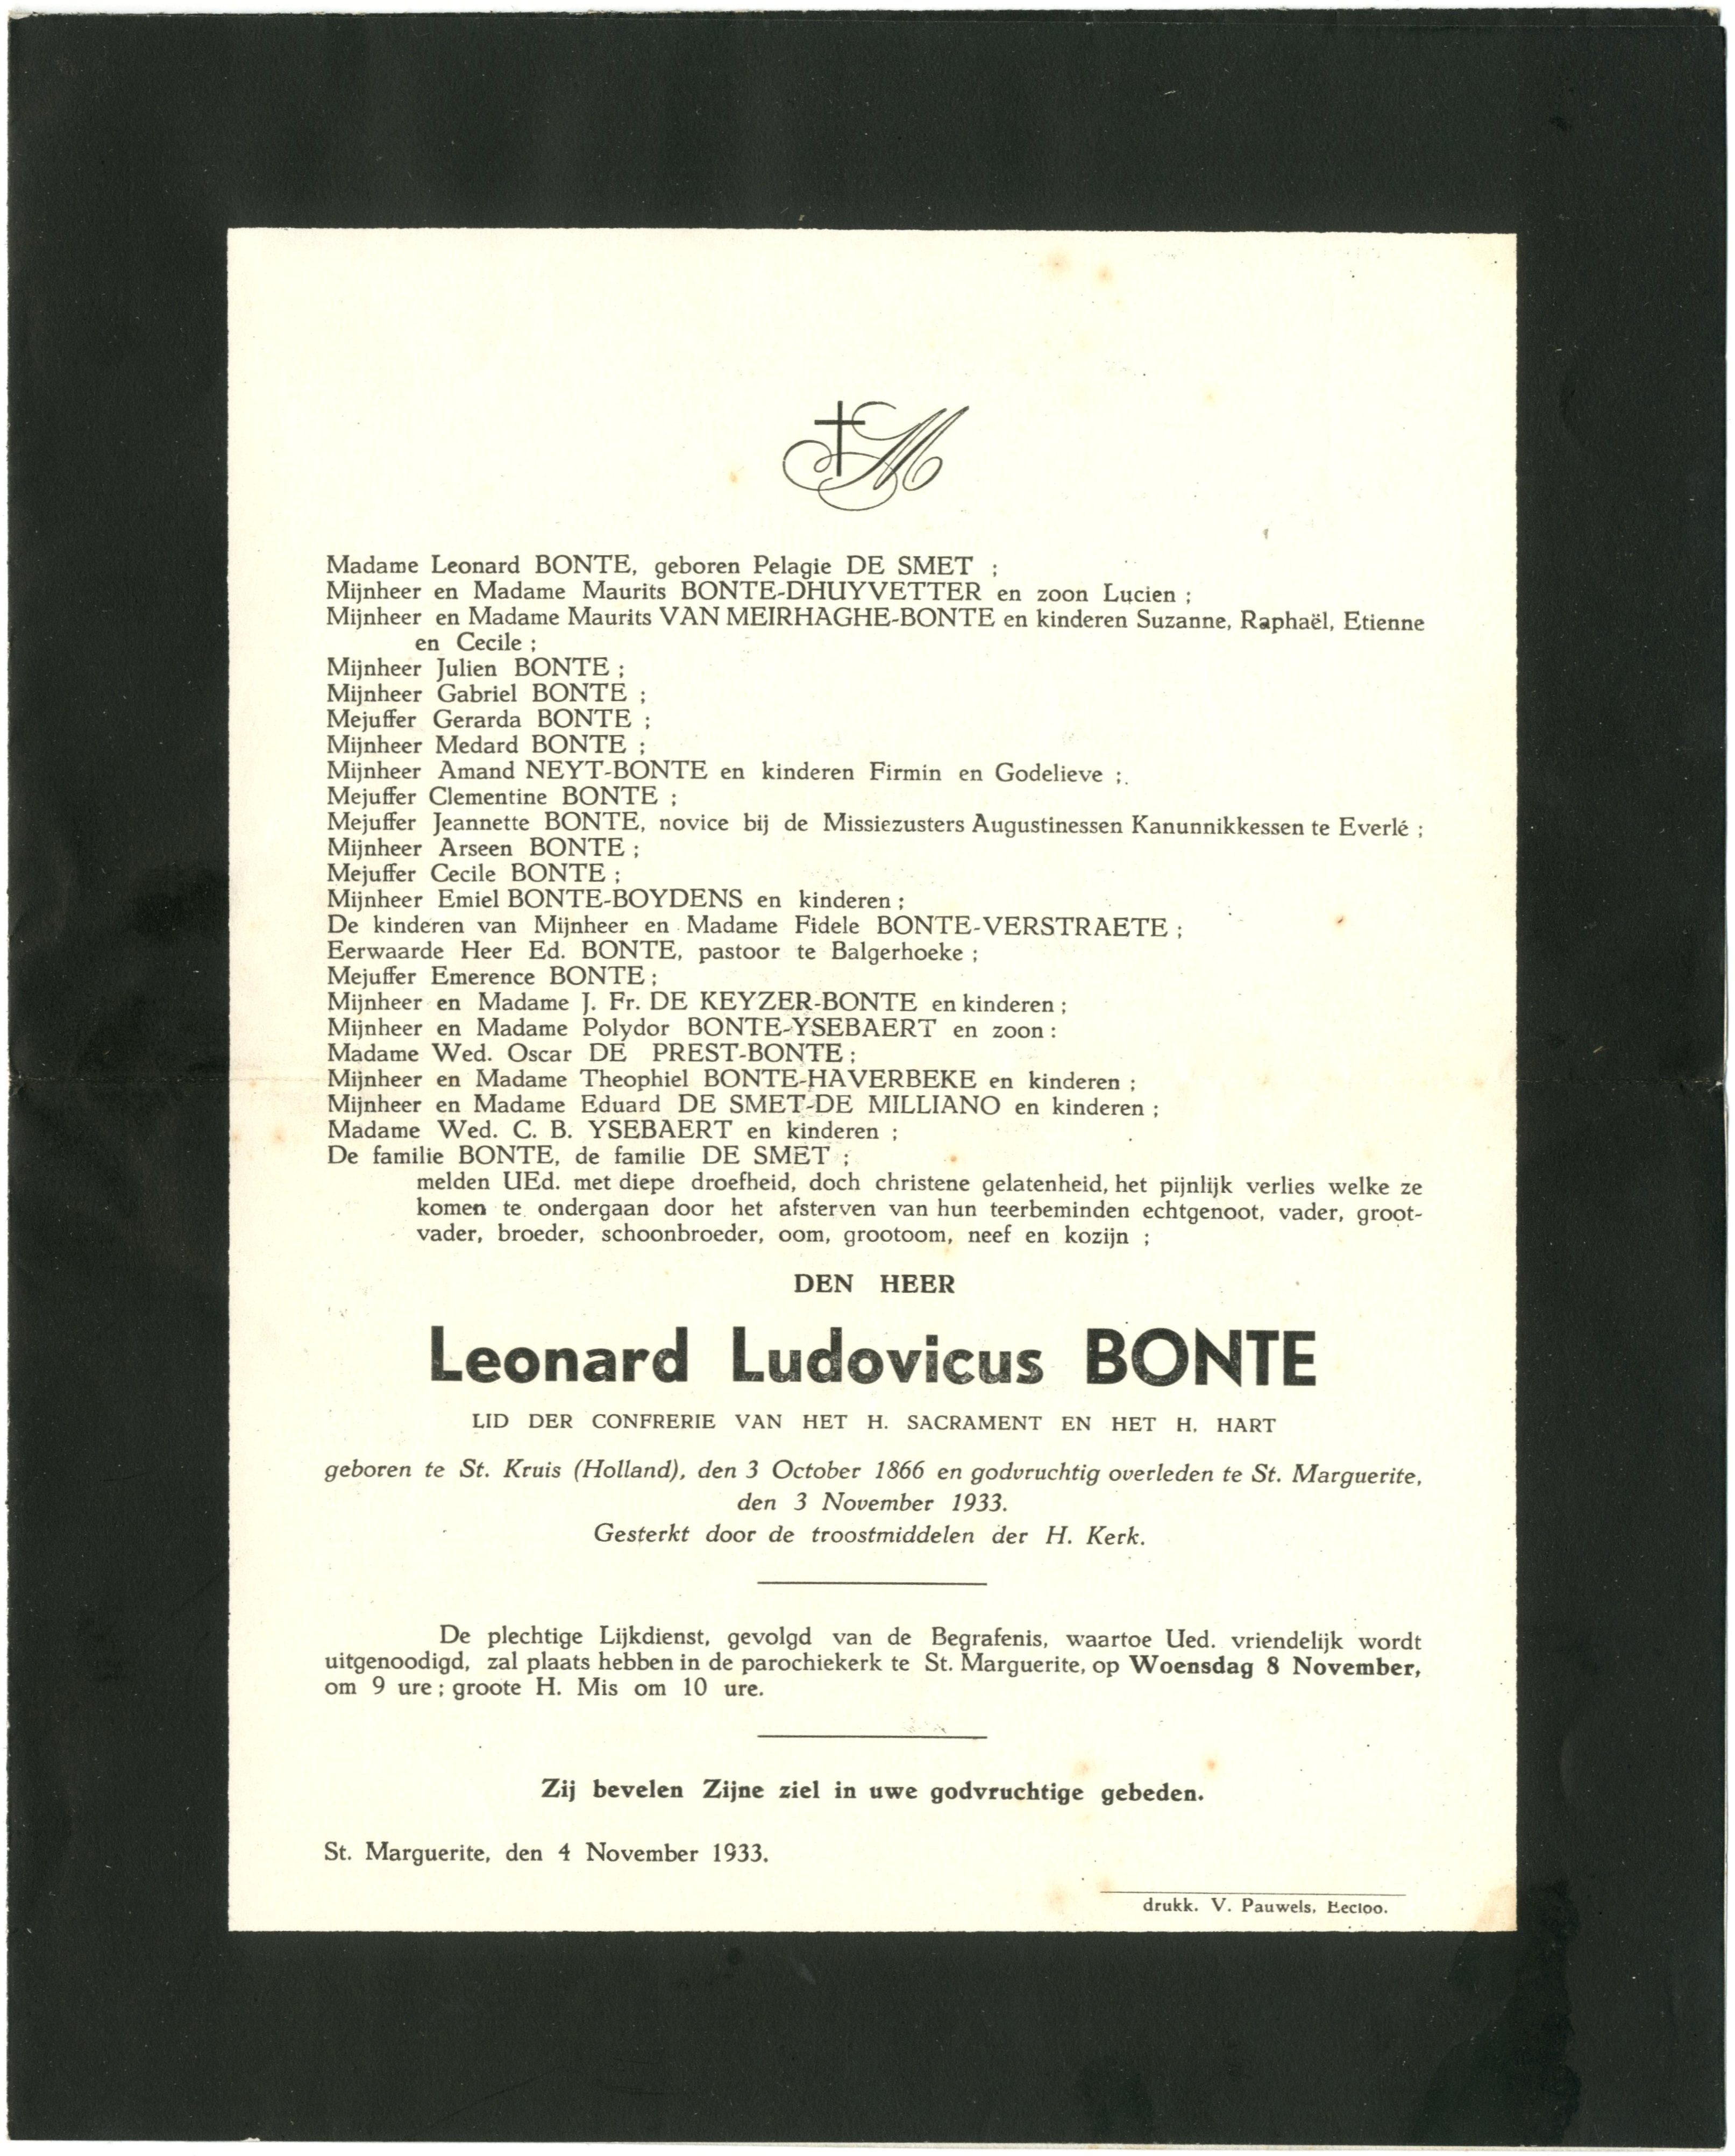 M
Madame Leonard BONTE, geboren Pelagie DE SMET ;
Mijnheer en Madame Maurits BONTE-DHUYVETTER en zoon Lucien ;
Mijnheer en Madame Maurits VAN MEIRHAGHE-BONTE en kinderen Suzanne, Raphaël, Etienne
en Cecile ;
Mijnheer Julien BONTE ;
Mijnheer Gabriel BONTE ;
Mejuffer Gerarda BONTE ;
Mijnheer Medard BONTE ;
Mijnheer Amand NEYT-BONTE en kinderen Firmin en Godelieve ;
Mejuffer Clementine BONTE ;
Mejuffer Jeannette BONTE, novice bij de Missiezusters Augustinessen Kanunnikkessen te Everlé ;
Mijnheer Arseen BONTE ;
Mejuffer Cecile BONTE ;
Mijnheer Emiel BONTE-BOYDENS en kinderen ;
De kinderen van Mijnheer en Madame Fidele BONTE-VERSTRAETE ;
Eerwaarde Heer Ed. BONTE, pastoor te Balgerhoeke ;
Mejuffer Emerence BONTE ;
Mijnheer en Madame J. Fr. DE KEYZER-BONTE en kinderen ;
Mijnheer en Madame Polydor BONTE-YSEBAERT en zoon :
Madame Wed. Oscar DE PREST-BONTE ;
Mijnheer en Madame Theophiel BONTE-HAVERBEKE en kinderen ;
Mijnheer en Madame Eduard DE SMET-DE MILLIANO en kinderen ;
Madame Wed. C. B. YSEBAERT en kinderen ;
De familie BONTE, de familie DE SMET ;
melden UEd. met diepe droefheid, doch christene gelatenheid, het pijnlijk verlies welke ze
komen te ondergaan door het afsterven van hun teerbeminden echtgenoot, vader, groot-
vader, broeder, schoonbroeder, oom, grootoom, neef en kozijn ;
DEN HEER
Leonard Ludovicus BONTE
LID DER CONFRERIE VAN HET H. SACRAMENT EN HET H. HART
geboren te St. Kruis (Holland), den 3 October 1866 en godvruchtig overleden te St. Marguerite,
den 3 November 1933.
Gesterkt door de troostmiddelen der H. Kerk.
De plechtige Lijkdienst, gevolgd van de Begrafenis, waartoe Ued. vriendelijk wordt
uitgenoodigd, zal plaats hebben in de parochiekerk te St. Marguerite, op Woensdag 8 November,
om 9 ure ; groote H. Mis om 10 ure.
Zij bevelen Zijne ziel in uwe godvruchtige gebeden.
St. Marguerite, den 4 November 1933.
drukk. V. Pauwels, Eecloo.